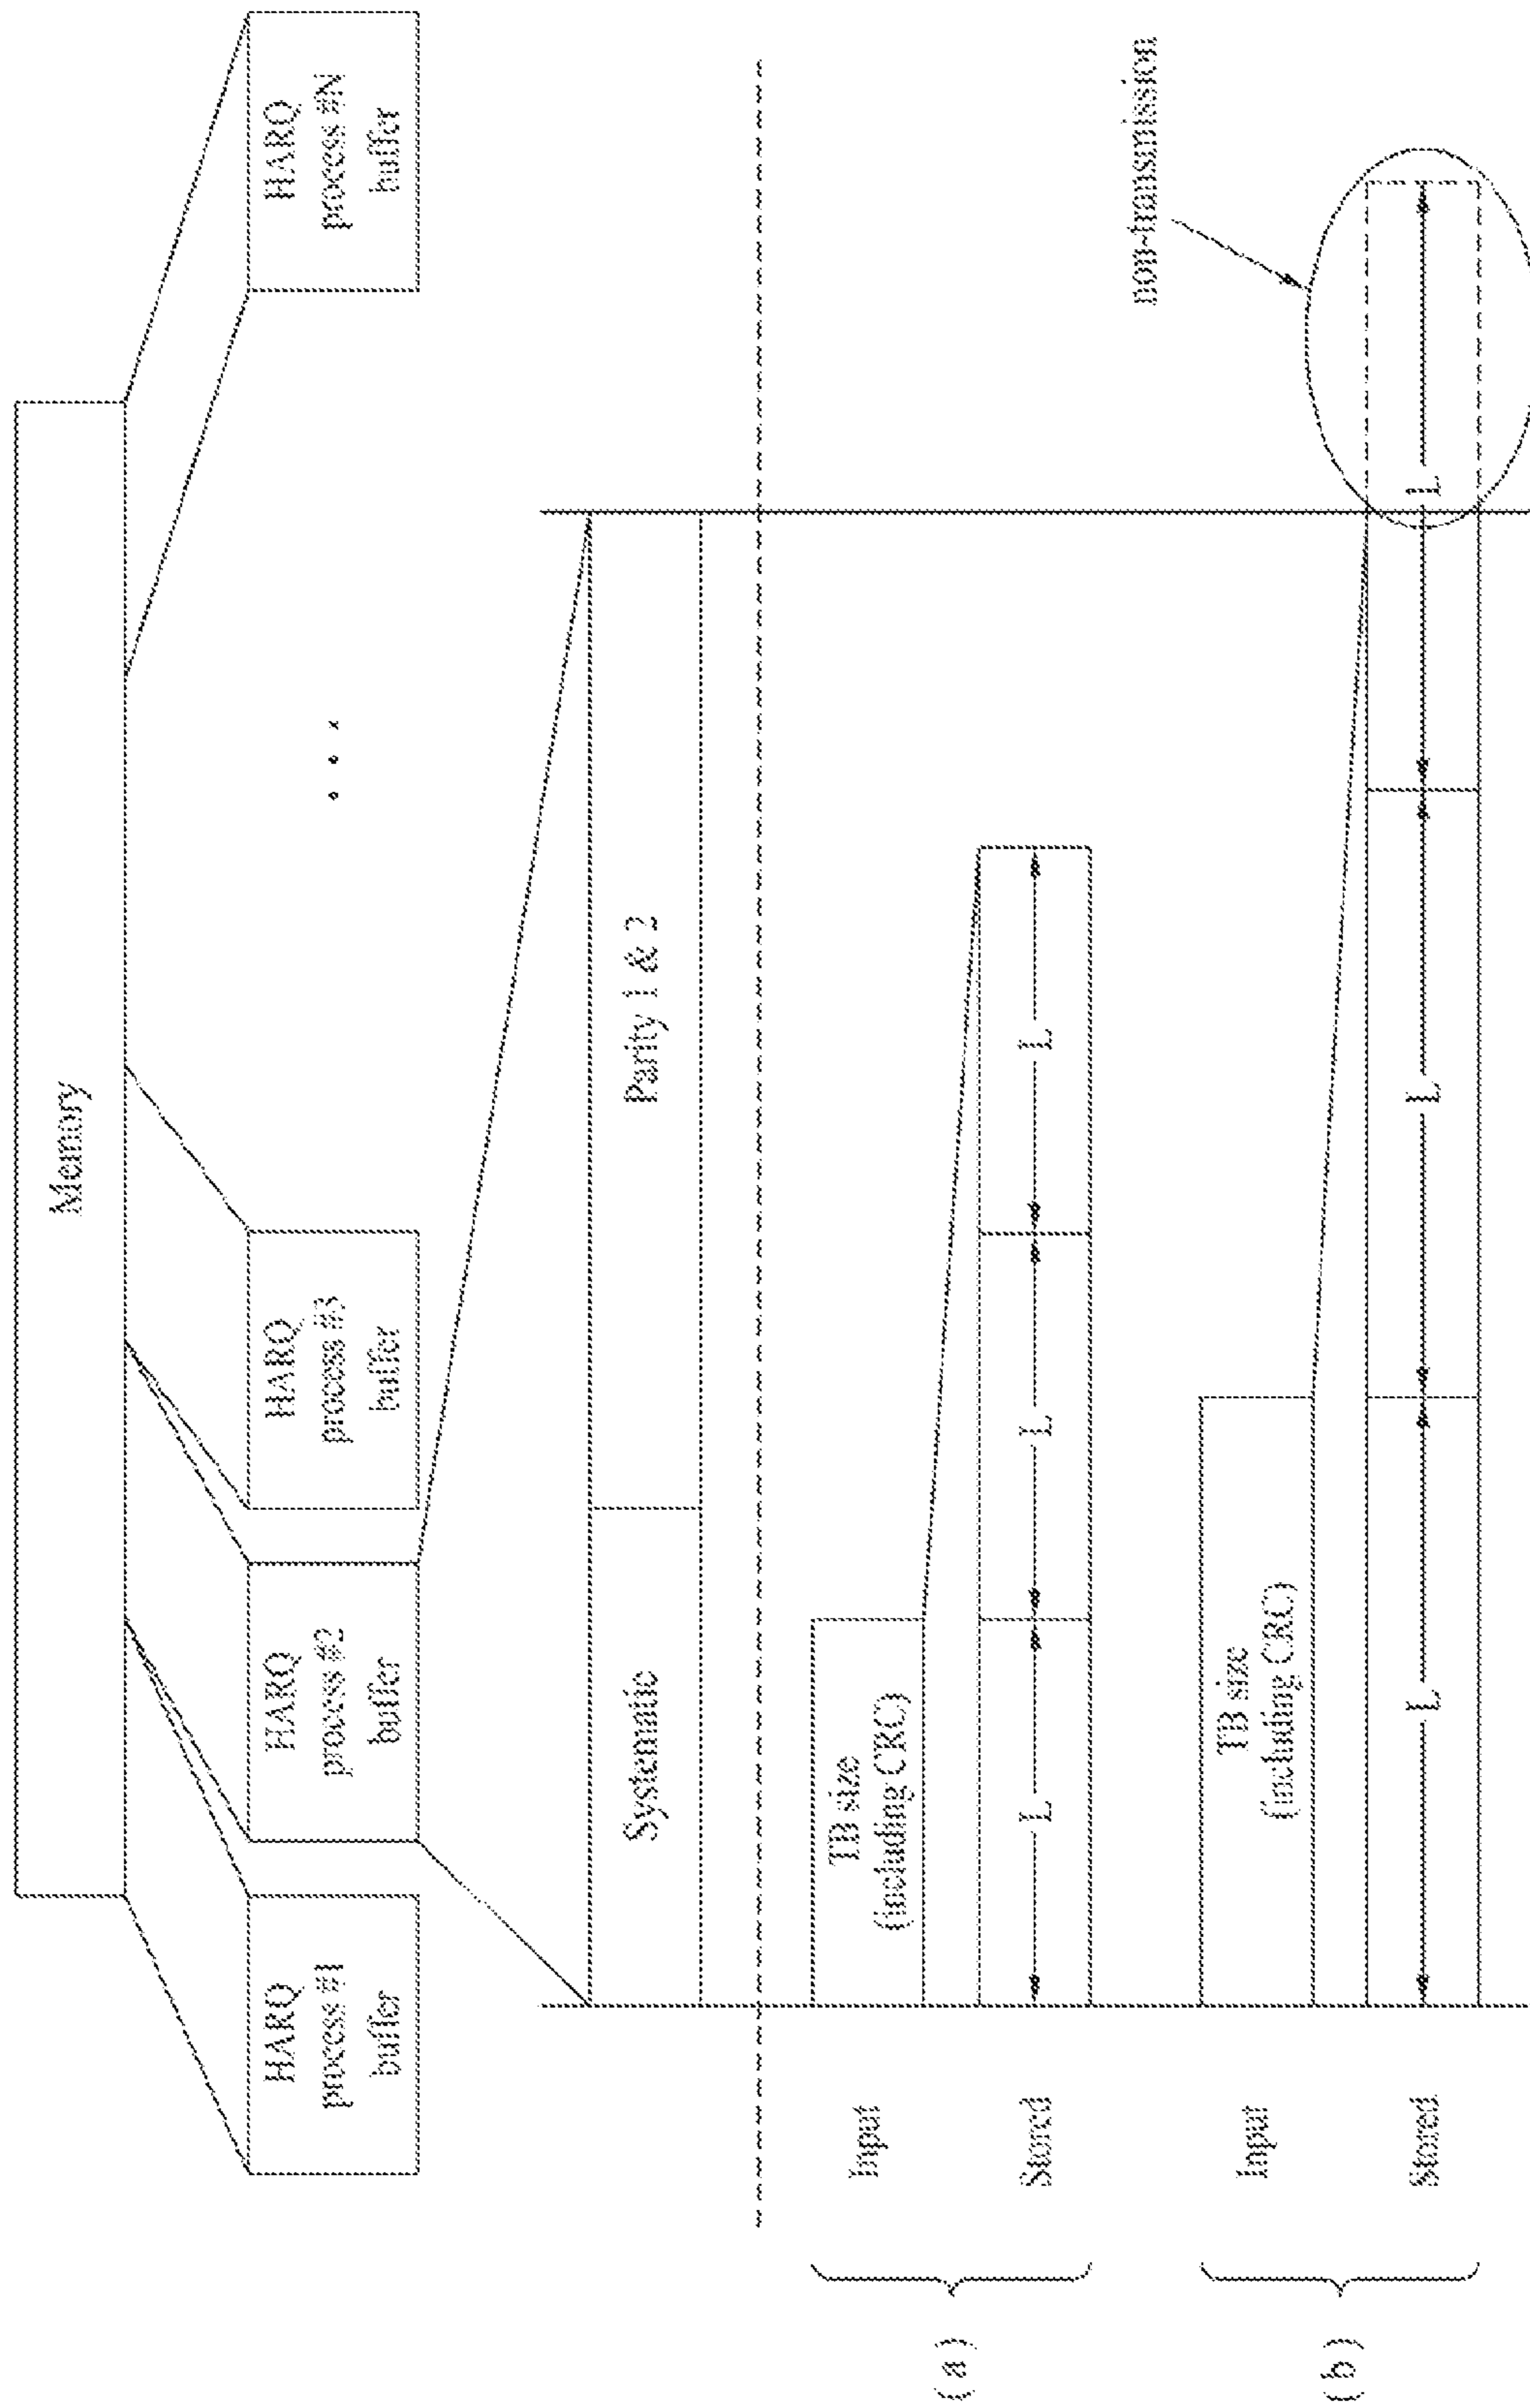 Memory
HARQ
process #1
buffer
HARQ
process #2
buffer
HARQ
process #3
buffer
HARQ
process #N
buffer
Systematic
Parity 1 & 2
(a)
Input
TB size
(including CRC)
Stored
L
L
L
(b)
Input
TB size
(including CRC)
Stored
L
L
L
non-transmission